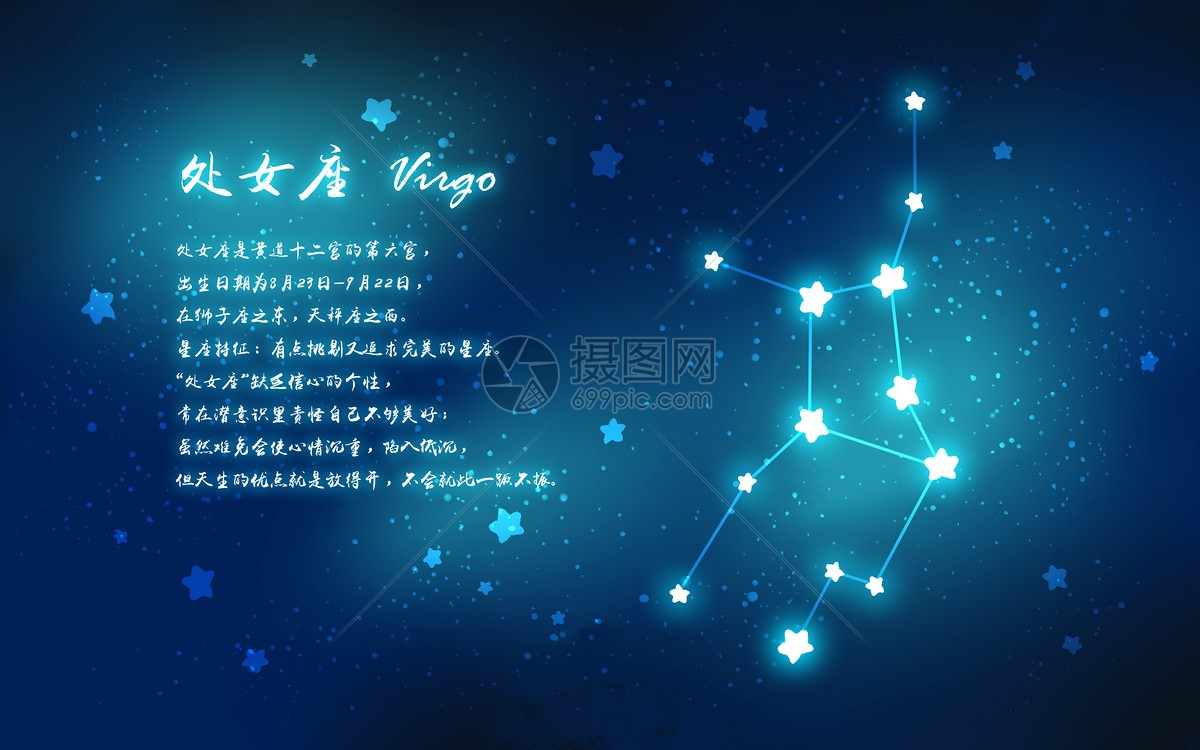 处女座 Virgo
处女座是黄道十二宫的第六宫，
出生日期为8月23日-9月22日，
在狮子座之东，天秤座之西。
星座特征：有点挑剔又追求完美的星座。
“处女座”缺乏信心的个性，
常在潜意识里责怪自己不够美好；
虽然难免会使心情沉重，陷入低沉，
但天生的优点就是放得开，不会就此一蹶不振。
摄图网
699pic.com